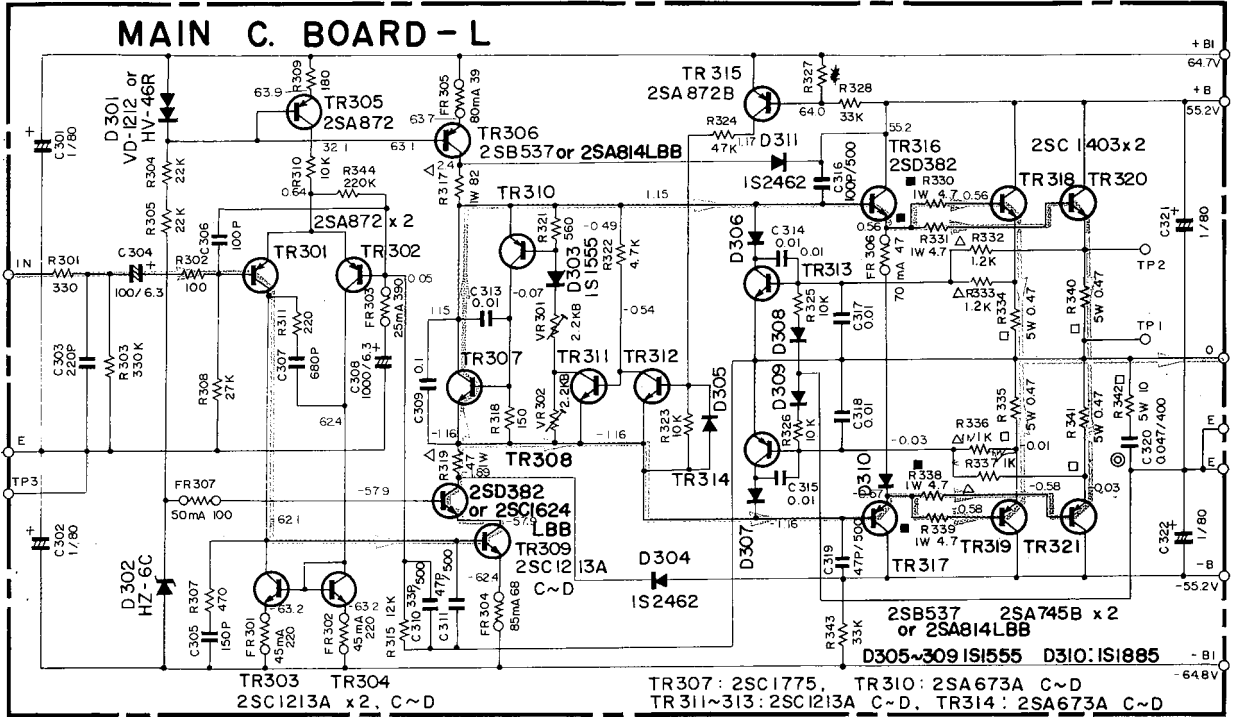 MAIN C. BOARD-L
+B1
64.7V
+B
55.2V
D301
VD-1212 or
HV-46R
R309
180
63.9
TR305
2SA872
FR305
80mA 39
63.7
TR306
2SB537 or 2SA814LBB
63.1
TR315
2SA872B
R327
64.0
R328
33K
R324
47K
1.17
D311
1S2462
55.2
C316
100P/500
TR316
2SD382
2SC1403x2
TR318
TR320
C301
1/80
R304
22K
R305
22K
32.1
R310
10K
R344
220K
0.64
2SA872 x 2
TR301
TR302
R317
1W 82
2.4
TR310
1.15
R321
560
-0.49
R322
4.7K
D303
1S1555
D306
C314
0.01
0.01
TR313
0.56
FR306
47
70mA
R330
1W 4.7
0.56
R331
1W 4.7
R332
1.2K
R333
1.2K
TP2
TP1
C321
1/80
C306
100P
IN
R301
330
C304
100/6.3
R302
100
0.05
FR303
25mA 390
C303
220P
R303
330K
R308
27K
R311
220
C307
680P
C308
1000/6.3
62.4
C313
0.01
-0.07
1.15
VR301
2.2KB
-0.54
C309
0.1
TR307
R318
150
VR302
2.2KB
TR311
TR312
D305
R323
10K
R325
10K
D308
D309
R326
10K
C317
0.01
C318
0.01
R334
5W 0.47
R340
5W 0.47
R335
5W 0.47
R341
5W 0.47
R342
5W 10
C320
0.047/400
O
E
E
E
TP3
-1.16
-1.16
R319
47
TR308
2SD382
or 2SC1624
LBB
TR309
2SC1213A
C~D
-57.9
FR307
50mA 100
-62.1
TR314
C315
0.01
-1.16
D307
D310
-0.03
R336
1K
R337 1K
-0.01
-0.67
R338
1W 4.7
-0.58
R339
1W 4.7
0.58
TR319
TR321
TR317
C322
1/80
C302
1/80
D302
HZ-6C
R307
470
C305
150P
-63.2
-63.2
FR301
45mA
220
FR302
45mA
220
R315 12K
C310 33P/500
C311
47P/500
-62.4
FR304
85mA 68
D304
1S2462
C319
47P/500
R343
33K
-B
-55.2V
2SB537
or 2SA814LBB
2SA745B x 2
D305~309 1S1555 D310:1S1885
-B1
-64.8V
TR303
TR304
2SC1213A x2, C~D
TR307: 2SC1775, TR310: 2SA673A C~D
TR311~313: 2SC1213A C~D, TR314: 2SA673A C~D